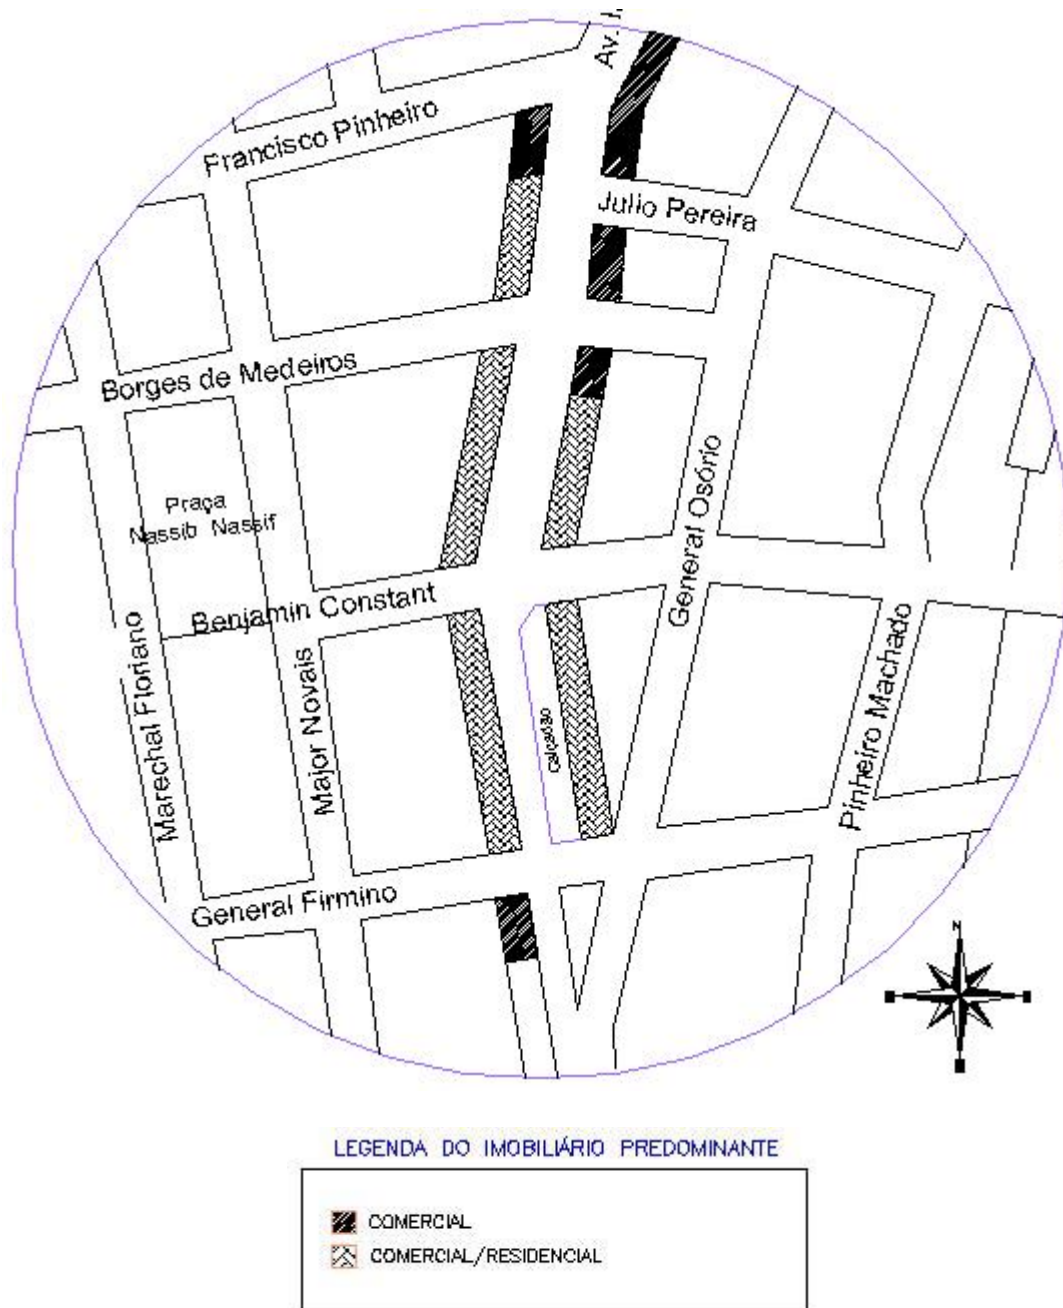 Av.
Francisco Pinheiro
Julio Pereira
Borges de Medeiros
Praça
Nassib Nassif
General Osório
Benjamin Constant
Marechal Floriano
Major Novais
Calçadão
Pinheiro Machado
General Firmino
N
LEGENDA DO IMOBILIÁRIO PREDOMINANTE
COMERCIAL
COMERCIAL/RESIDENCIAL